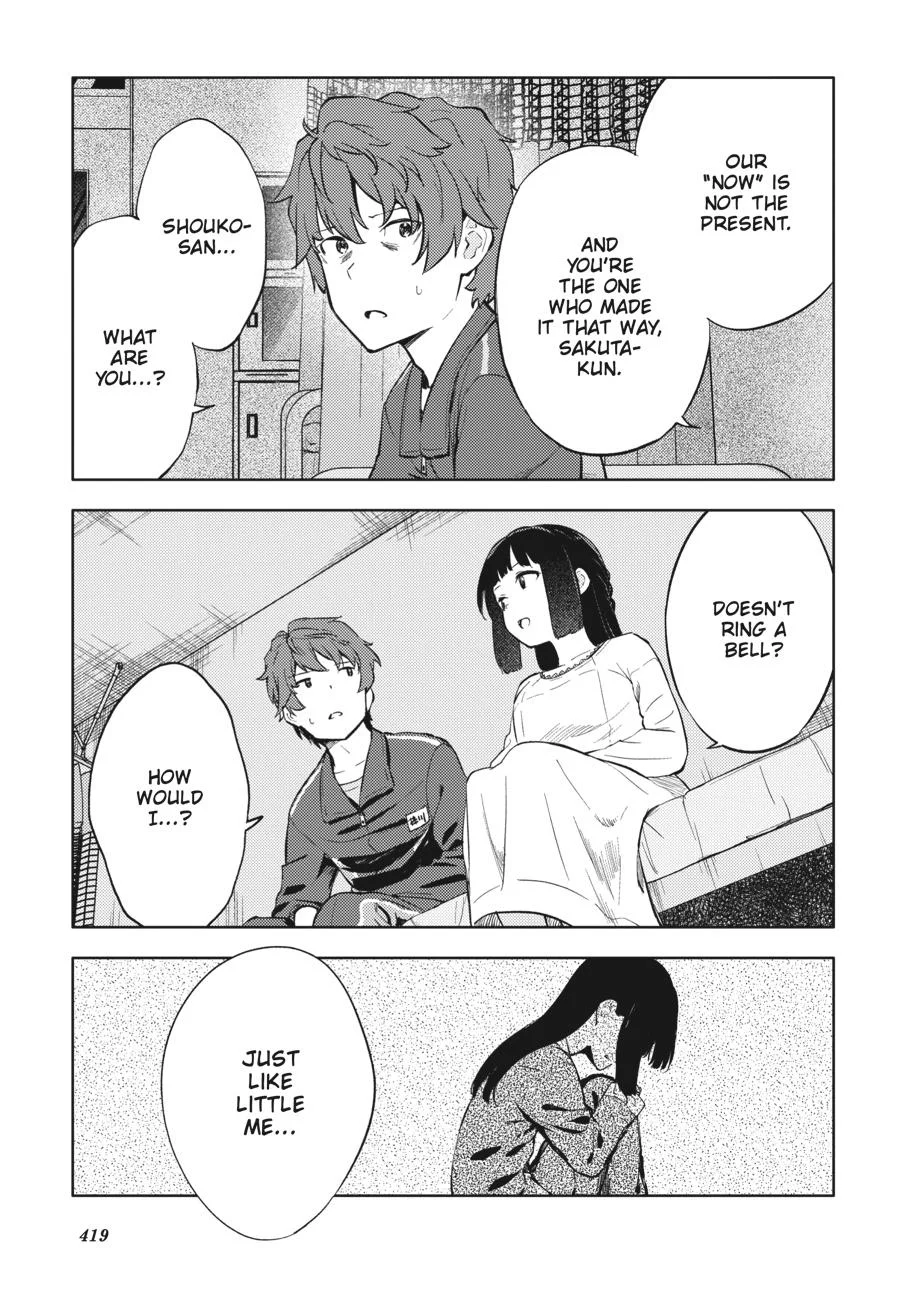 OUR
"NOW" IS
NOT THE
PRESENT.
AND
YOU'RE
THE ONE
WHO MADE
IT THAT WAY,
SAKUTA-
KUN.
SHOUKO-
SAN...
WHAT
ARE
YOU...?
DOESN'T
RING A
BELL?
HOW
WOULD
I...?
JUST
LIKE
LITTLE
ME...
419